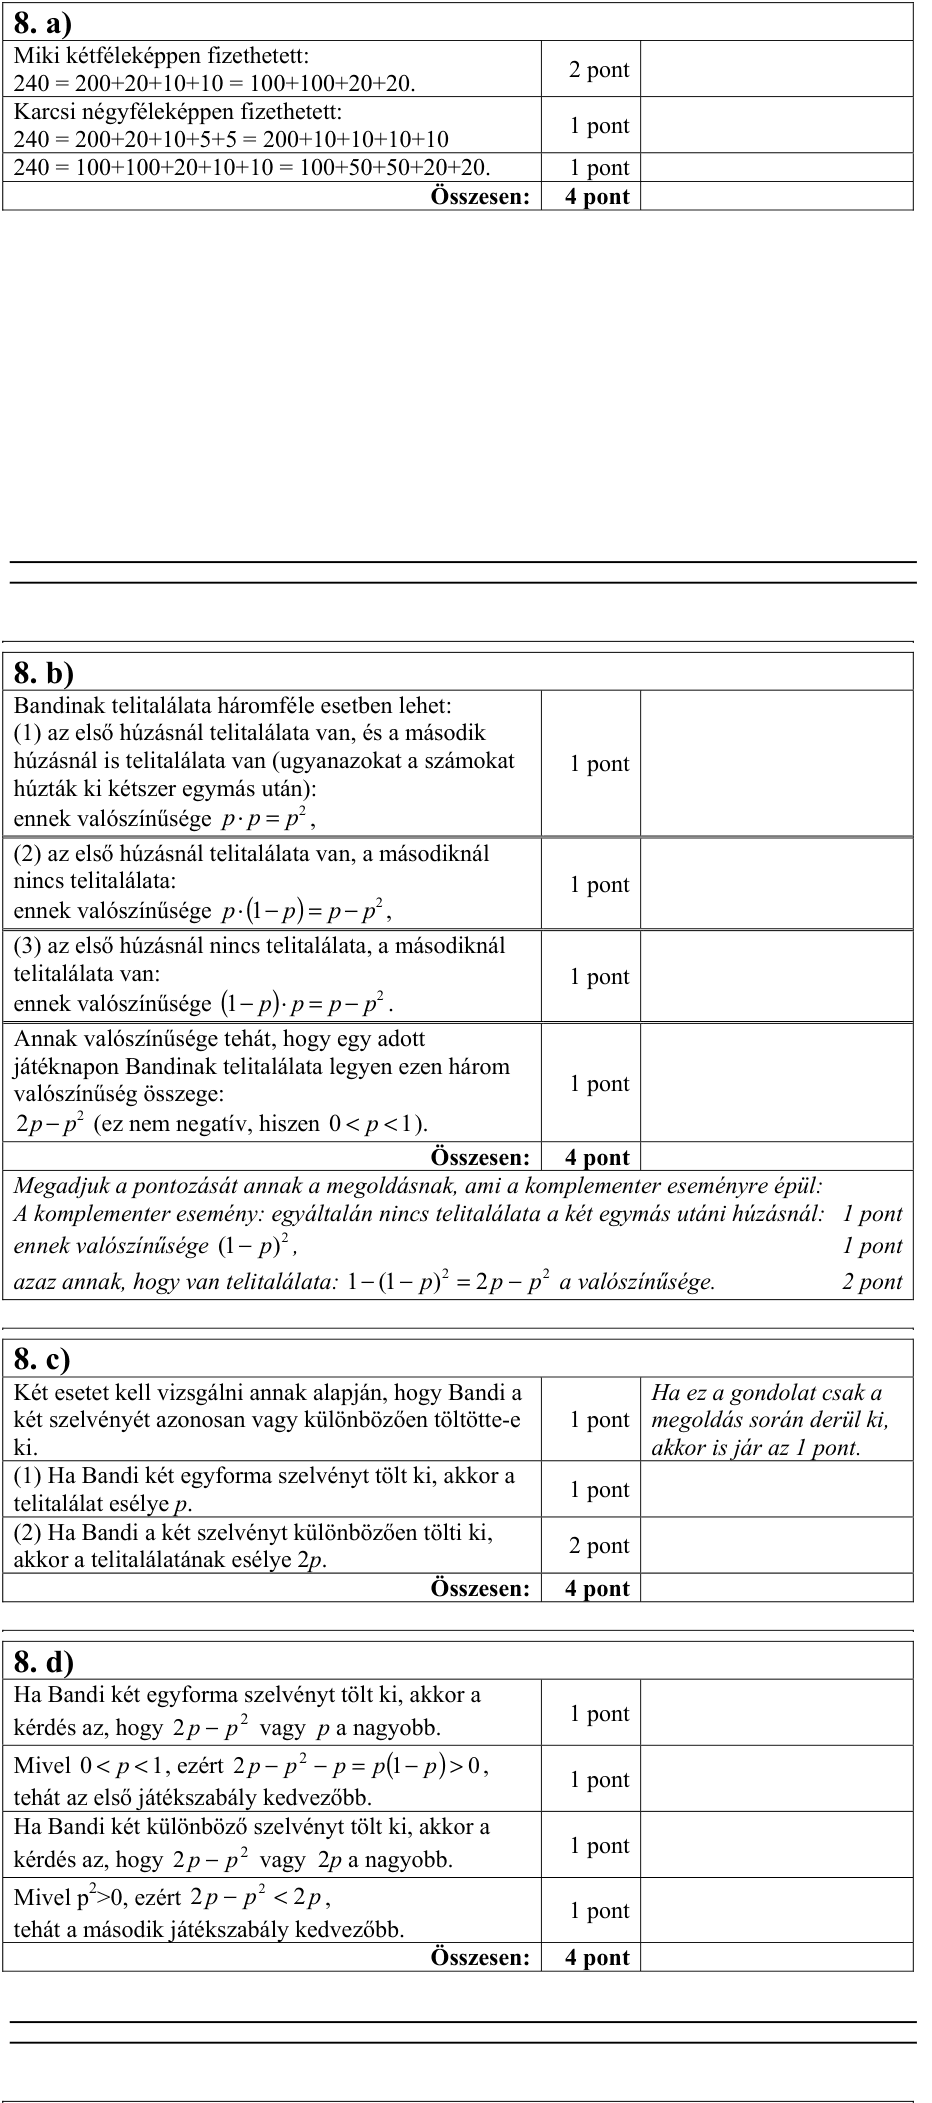 8. a)
Miki kétféleképpen fizethetett:
240 = 200+20+10+10 = 100+100+20+20.
2 pont
Karcsi négyféleképpen fizethetett:
240 = 200+20+10+5+5 = 200+10+10+10+10
1 pont
240 = 100+100+20+10+10 = 100+50+50+20+20.
1 pont
Összesen:
4 pont
8. b)
Bandinak telitalálata háromféle esetben lehet:
(1) az első húzásnál telitalálata van, és a második
húzásnál is telitalálata van (ugyanazokat a számokat
húzták ki kétszer egymás után):
ennek valószínűsége p·p = p²,
1 pont
(2) az első húzásnál telitalálata van, a másodiknál
nincs telitalálata:
ennek valószínűsége p·(1−p) = p−p²,
1 pont
(3) az első húzásnál nincs telitalálata, a másodiknál
telitalálata van:
ennek valószínűsége (1−p)·p = p−p².
1 pont
Annak valószínűsége tehát, hogy egy adott
játéknapon Bandinak telitalálata legyen ezen három
valószínűség összege:
2p−p² (ez nem negatív, hiszen 0<p<1).
1 pont
Összesen:
4 pont
Megadjuk a pontozását annak a megoldásnak, ami a komplementer eseményre épül:
A komplementer esemény: egyáltalán nincs telitalálata a két egymás utáni húzásnál: 1 pont
ennek valószínűsége (1−p)², 1 pont
azaz annak, hogy van telitalálata: 1−(1−p)² = 2p−p² a valószínűsége. 2 pont
8. c)
Két esetet kell vizsgálni annak alapján, hogy Bandi a
két szelvényét azonosan vagy különbözően töltötte-e
ki.
1 pont
Ha ez a gondolat csak a
megoldás során derül ki,
akkor is jár az 1 pont.
(1) Ha Bandi két egyforma szelvényt tölt ki, akkor a
telitalálat esélye p.
1 pont
(2) Ha Bandi a két szelvényt különbözően tölti ki,
akkor a telitalálatának esélye 2p.
2 pont
Összesen:
4 pont
8. d)
Ha Bandi két egyforma szelvényt tölt ki, akkor a
kérdés az, hogy 2p−p² vagy p a nagyobb.
1 pont
Mivel 0<p<1, ezért 2p−p²−p = p(1−p)>0,
tehát az első játékszabály kedvezőbb.
1 pont
Ha Bandi két különböző szelvényt tölt ki, akkor a
kérdés az, hogy 2p−p² vagy 2p a nagyobb.
1 pont
Mivel p²>0, ezért 2p−p² < 2p,
tehát a második játékszabály kedvezőbb.
1 pont
Összesen:
4 pont